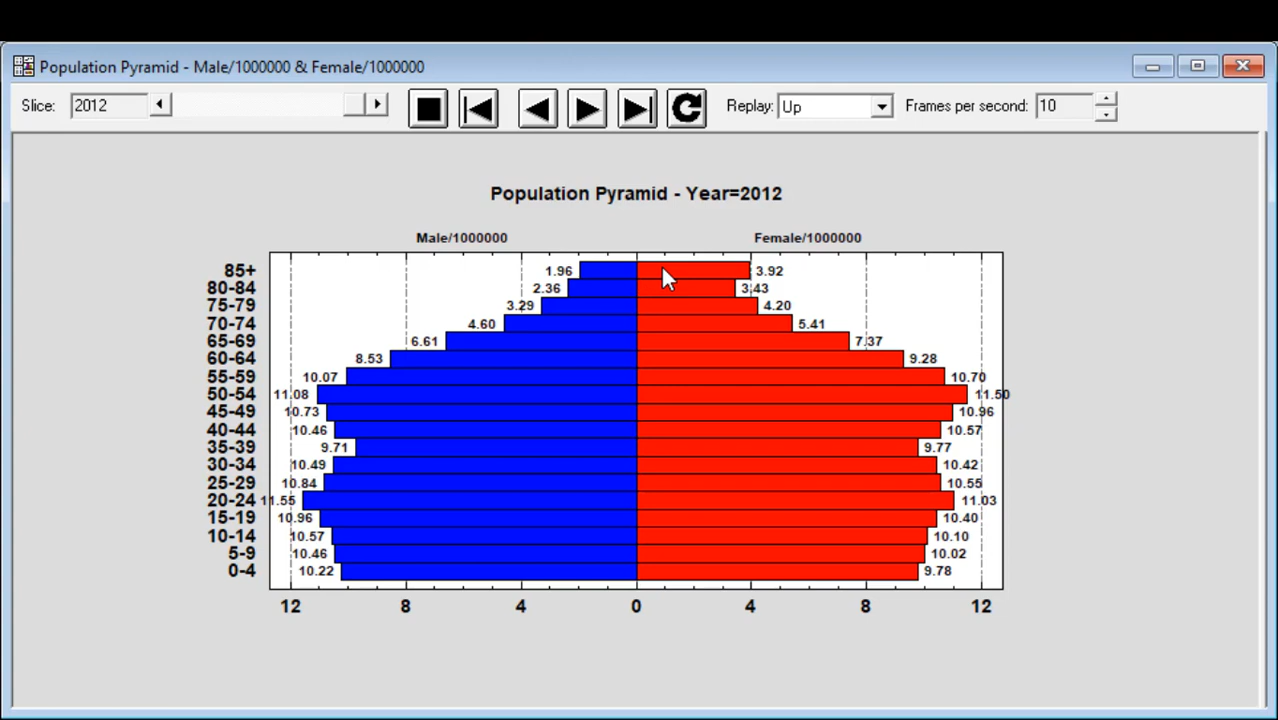 Population Pyramid - Male/1000000 & Female/1000000
Slice: 2012 Replay: Up Frames per second: 10
Population Pyramid - Year=2012
Male/1000000 Female/1000000
85+ 1.96 3.92
80-84 2.36 3.43
75-79 3.29 4.20
70-74 4.60 5.41
65-69 6.61 7.37
60-64 8.53 9.28
55-59 10.07 10.70
50-54 11.08 11.50
45-49 10.73 10.96
40-44 10.46 10.57
35-39 9.71 9.77
30-34 10.49 10.42
25-29 10.84 10.55
20-24 11.55 11.03
15-19 10.96 10.40
10-14 10.57 10.10
5-9 10.46 10.02
0-4 10.22 9.78
12 8 4 0 4 8 12